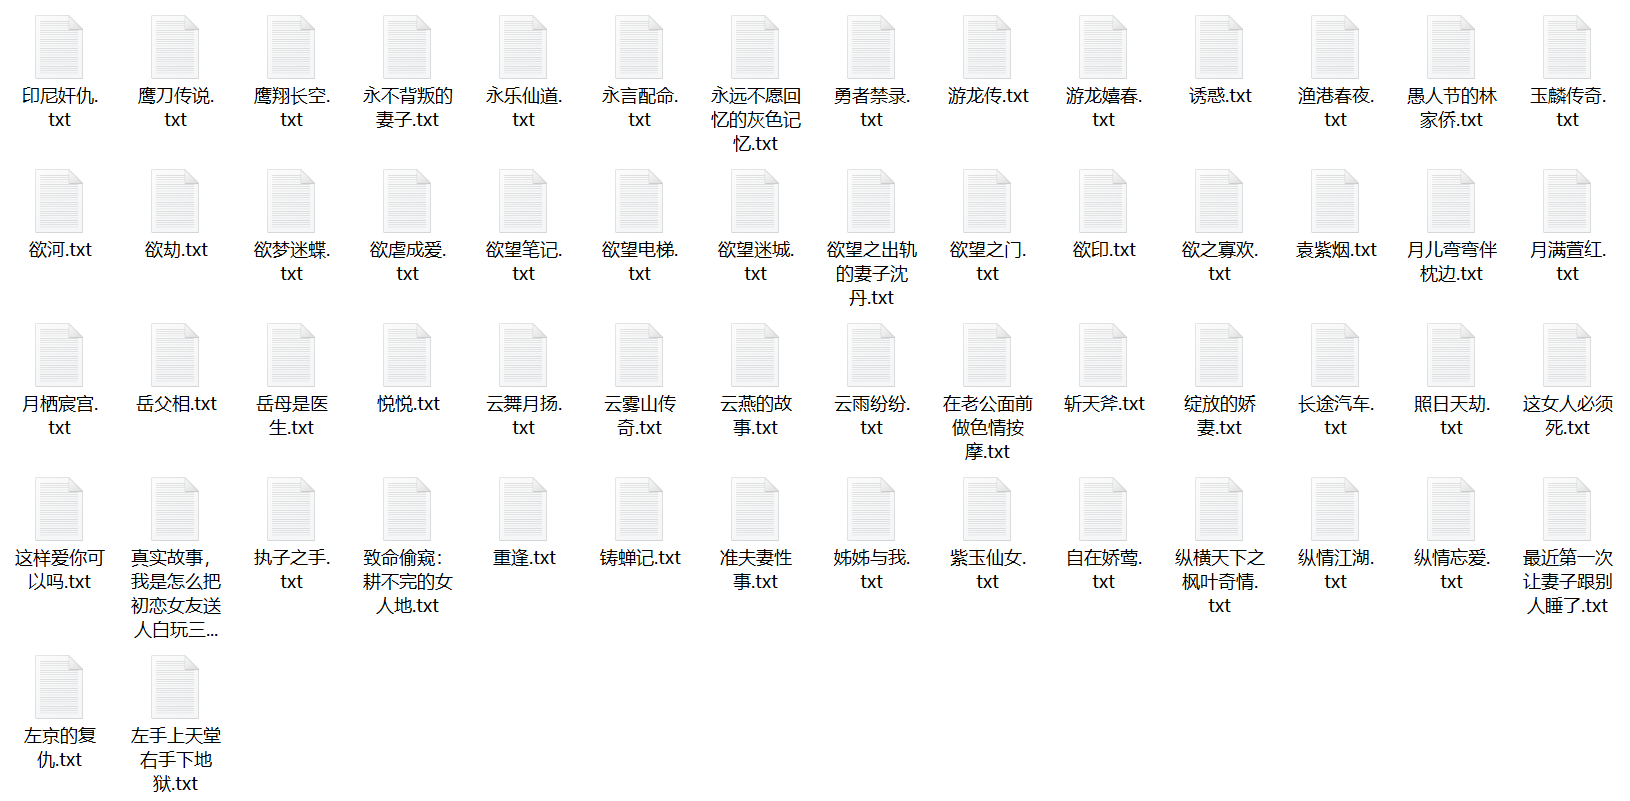 印尼奸仇.
txt
鹰刀传说.
txt
鹰翔长空.
txt
永不背叛的
妻子.txt
永乐仙道.
txt
永言配命.
txt
永远不愿回
忆的灰色记
忆.txt
勇者禁录.
txt
游龙传.txt
游龙嬉春.
txt
诱惑.txt
渔港春夜.
txt
愚人节的林
家侨.txt
玉麟传奇.
txt
欲河.txt
欲劫.txt
欲梦迷蝶.
txt
欲虐成爱.
txt
欲望笔记.
txt
欲望电梯.
txt
欲望迷城.
txt
欲望之出轨
的妻子沈
丹.txt
欲望之门.
txt
欲印.txt
欲之寡欢.
txt
袁紫烟.txt
月儿弯弯伴
枕边.txt
月满萱红.
txt
月栖宸宫.
txt
岳父相.txt
岳母是医
生.txt
悦悦.txt
云舞月扬.
txt
云雾山传
奇.txt
云燕的故
事.txt
云雨纷纷.
txt
在老公面前
做色情按
摩.txt
斩天斧.txt
绽放的娇
妻.txt
长途汽车.
txt
照日天劫.
txt
这女人必须
死.txt
这样爱你可
以吗.txt
真实故事，
我是怎么把
初恋女友送
人白玩三...
执子之手.
txt
致命偷窥：
耕不完的女
人地.txt
重逢.txt
铸蝉记.txt
准夫妻性
事.txt
姊姊与我.
txt
紫玉仙女.
txt
自在娇莺.
txt
纵横天下之
枫叶奇情.
txt
纵情江湖.
txt
纵情忘爱.
txt
最近第一次
让妻子跟别
人睡了.txt
左京的复
仇.txt
左手上天堂
右手下地
狱.txt